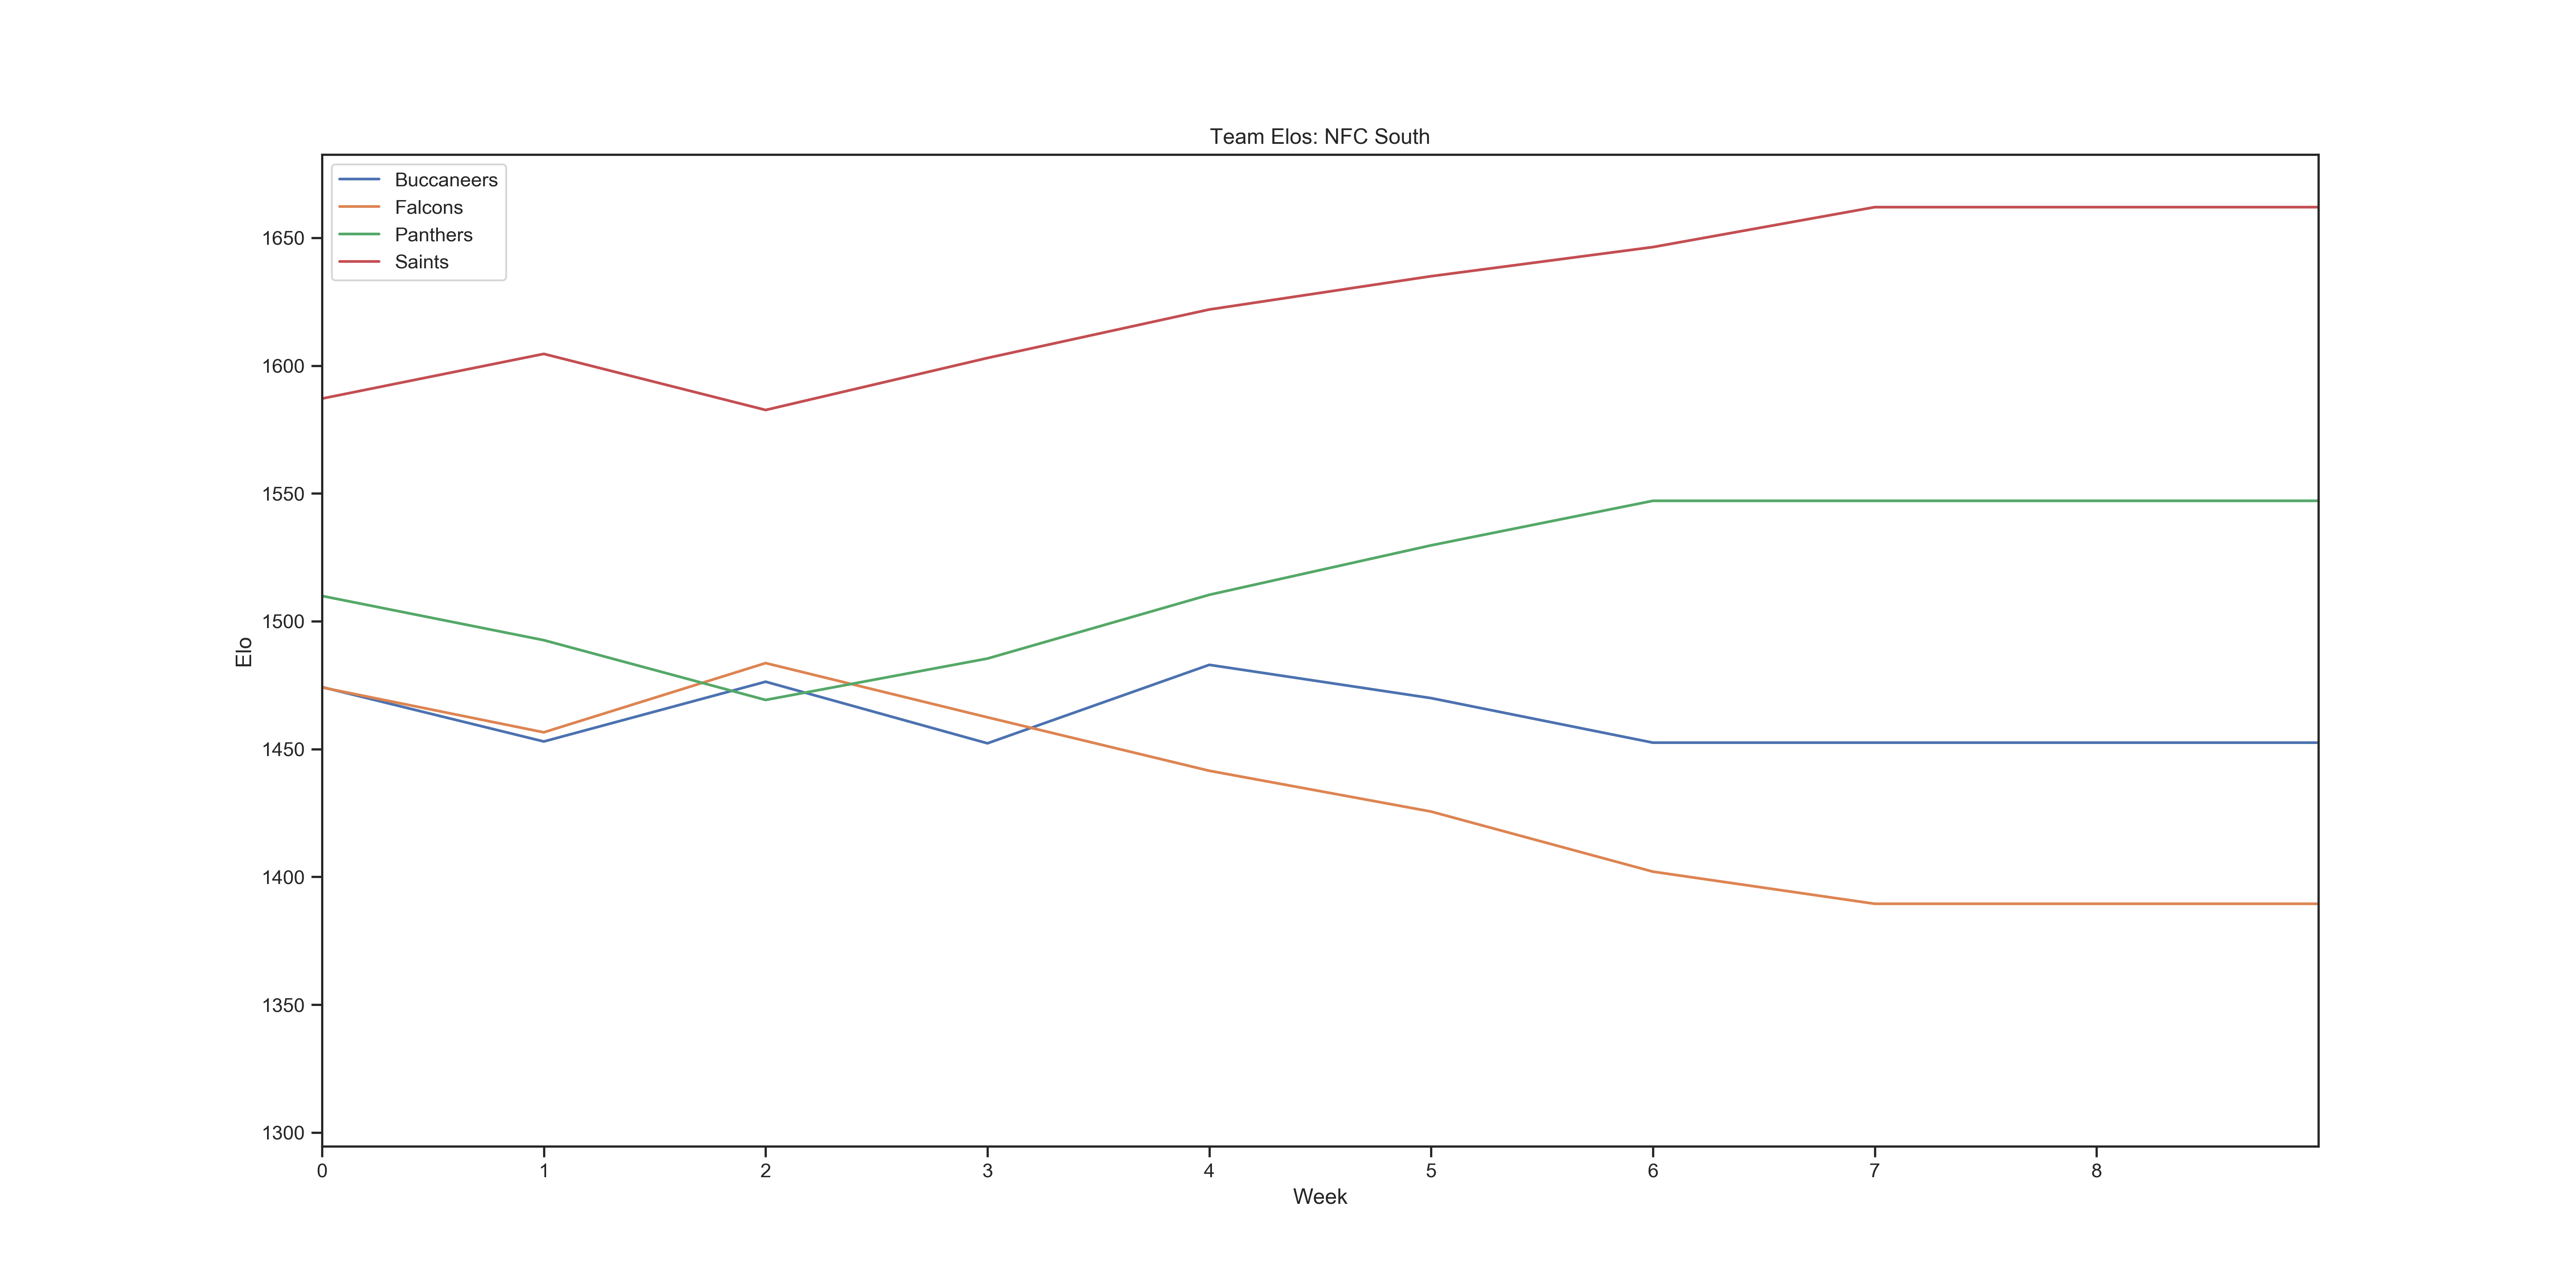 Team Elos: NFC South
Buccaneers
Falcons
Panthers
Saints
1650
1600
1550
1500
1450
1400
1350
1300
Elo
0 1 2 3 4 5 6 7 8
Week